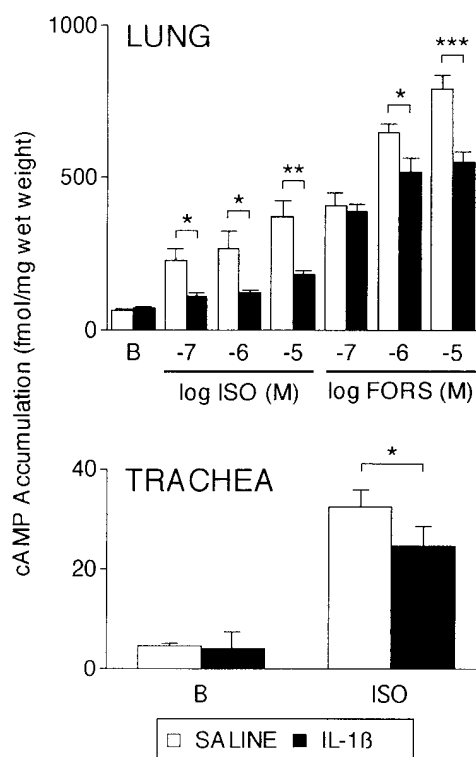 cAMP Accumulation (fmol/mg wet weight)
LUNG
1000
500
0
* * ** * ***
B -7 -6 -5 -7 -6 -5
log ISO (M) log FORS (M)
TRACHEA
40
20
0
*
B ISO
SALINE IL-1ß